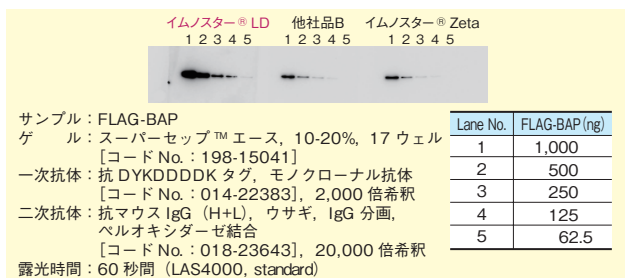 イムノスター® LD 他社品B イムノスター® Zeta
1 2 3 4 5 1 2 3 4 5 1 2 3 4 5
サンプル：FLAG-BAP
ゲ　ル：スーパーセップ™ エース，10-20%，17 ウェル
［コード No.：198-15041］
一次抗体：抗 DYKDDDDK タグ，モノクローナル抗体
［コード No.：014-22383］，2,000 倍希釈
二次抗体：抗マウス IgG（H+L），ウサギ，IgG 分画，
ペルオキシダーゼ結合
［コード No.：018-23643］，20,000 倍希釈
露光時間：60 秒間（LAS4000, standard）
Lane No. FLAG-BAP(ng)
1 1,000
2 500
3 250
4 125
5 62.5